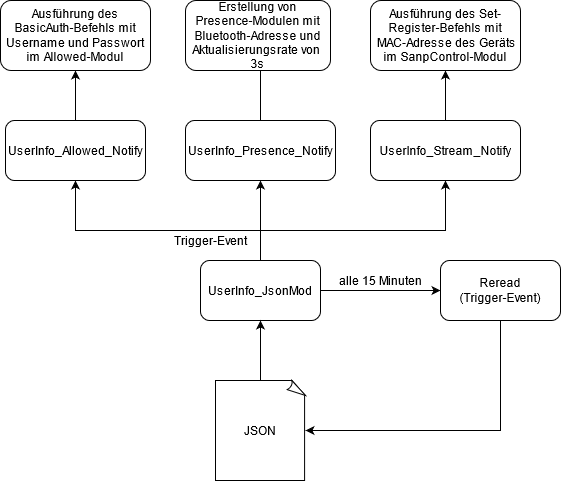 Ausführung des
BasicAuth-Befehls mit
Username und Passwort
im Allowed-Modul
Erstellung von
Presence-Modulen mit
Bluetooth-Adresse und
Aktualisierungsrate von
3s
Ausführung des Set-
Register-Befehls mit
MAC-Adresse des Geräts
im SanpControl-Modul
UserInfo_Allowed_Notify
UserInfo_Presence_Notify
UserInfo_Stream_Notify
Trigger-Event
UserInfo_JsonMod
alle 15 Minuten
Reread
(Trigger-Event)
JSON